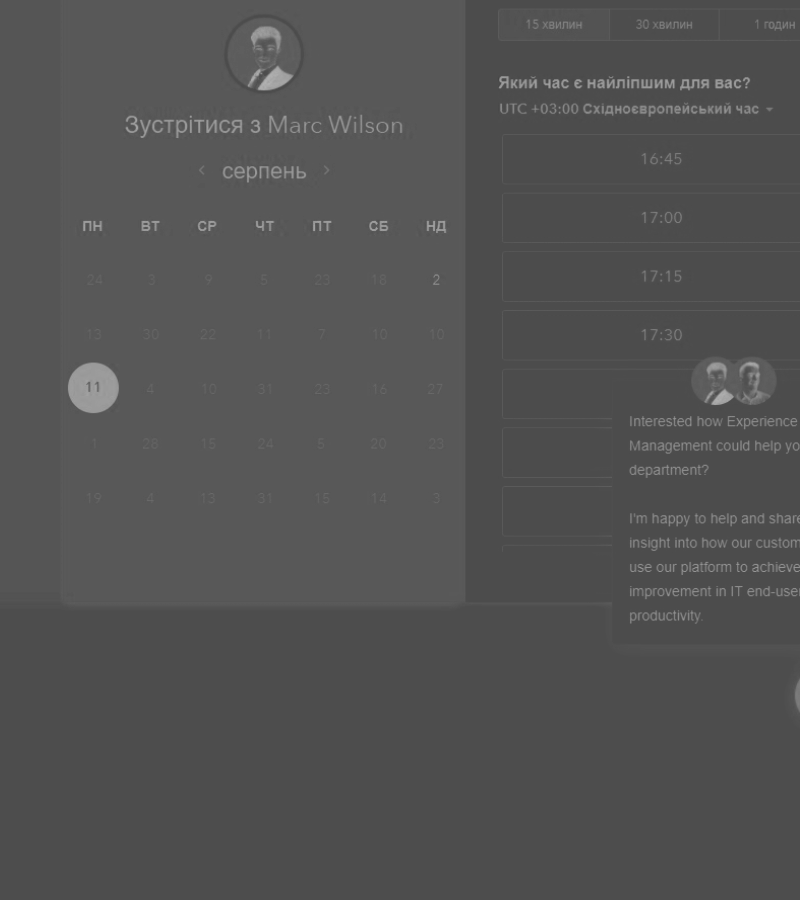 15 хвилин 30 хвилин 1 годин
Зустрітися з Marc Wilson
серпень
ПН ВТ СР ЧТ ПТ СБ НД
24 3 9 5 23 18 2
13 30 22 11 7 10 10
11 4 10 31 23 16 27
1 28 15 24 5 20 23
19 4 13 31 15 14 3
Який час є найліпшим для вас?
UTC +03:00 Східноєвропейський час
16:45
17:00
17:15
17:30
Interested how Experience
Management could help yo
department?
I'm happy to help and share
insight into how our custom
use our platform to achieve
improvement in IT end-user
productivity.